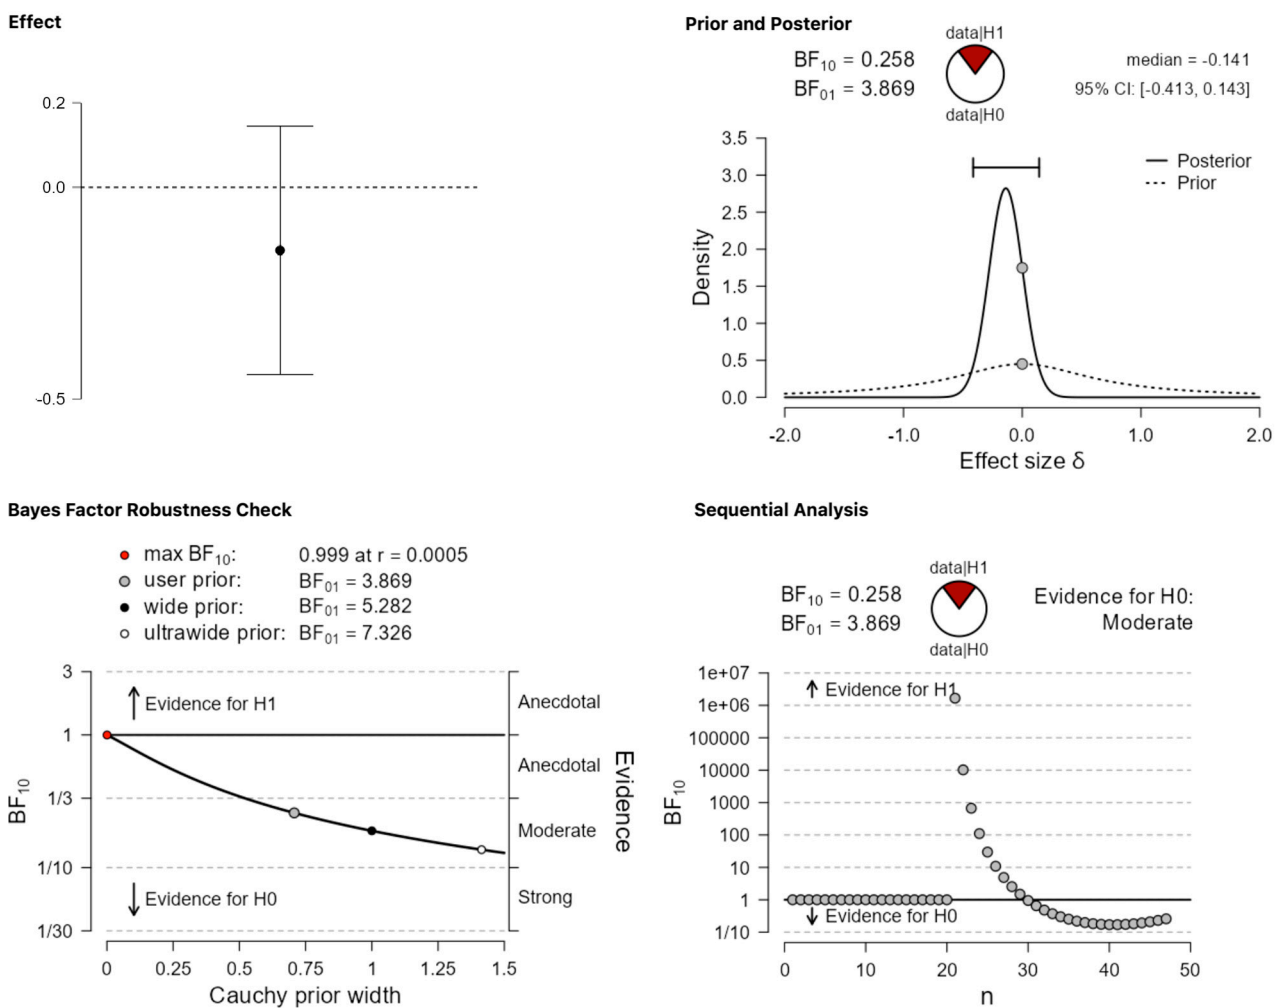 Effect
0.2
0.0
-0.5
Prior and Posterior
data|H1
BF10 = 0.258
BF01 = 3.869
data|H0
median = -0.141
95% CI: [-0.413, 0.143]
3.5
3.0
2.5
2.0
1.5
1.0
0.5
0.0
Density
Posterior
Prior
-2.0 -1.0 0.0 1.0 2.0
Effect size δ
Bayes Factor Robustness Check
max BF10: 0.999 at r = 0.0005
user prior: BF01 = 3.869
wide prior: BF01 = 5.282
ultrawide prior: BF01 = 7.326
3
1
1/3
1/10
1/30
BF10
Evidence for H1
Evidence for H0
Anecdotal
Anecdotal
Moderate
Strong
Evidence
0 0.25 0.5 0.75 1 1.25 1.5
Cauchy prior width
Sequential Analysis
data|H1
BF10 = 0.258
BF01 = 3.869
data|H0
Evidence for H0:
Moderate
1e+07
1e+06
100000
10000
1000
100
10
1
1/10
BF10
Evidence for H1
Evidence for H0
0 10 20 30 40 50
n